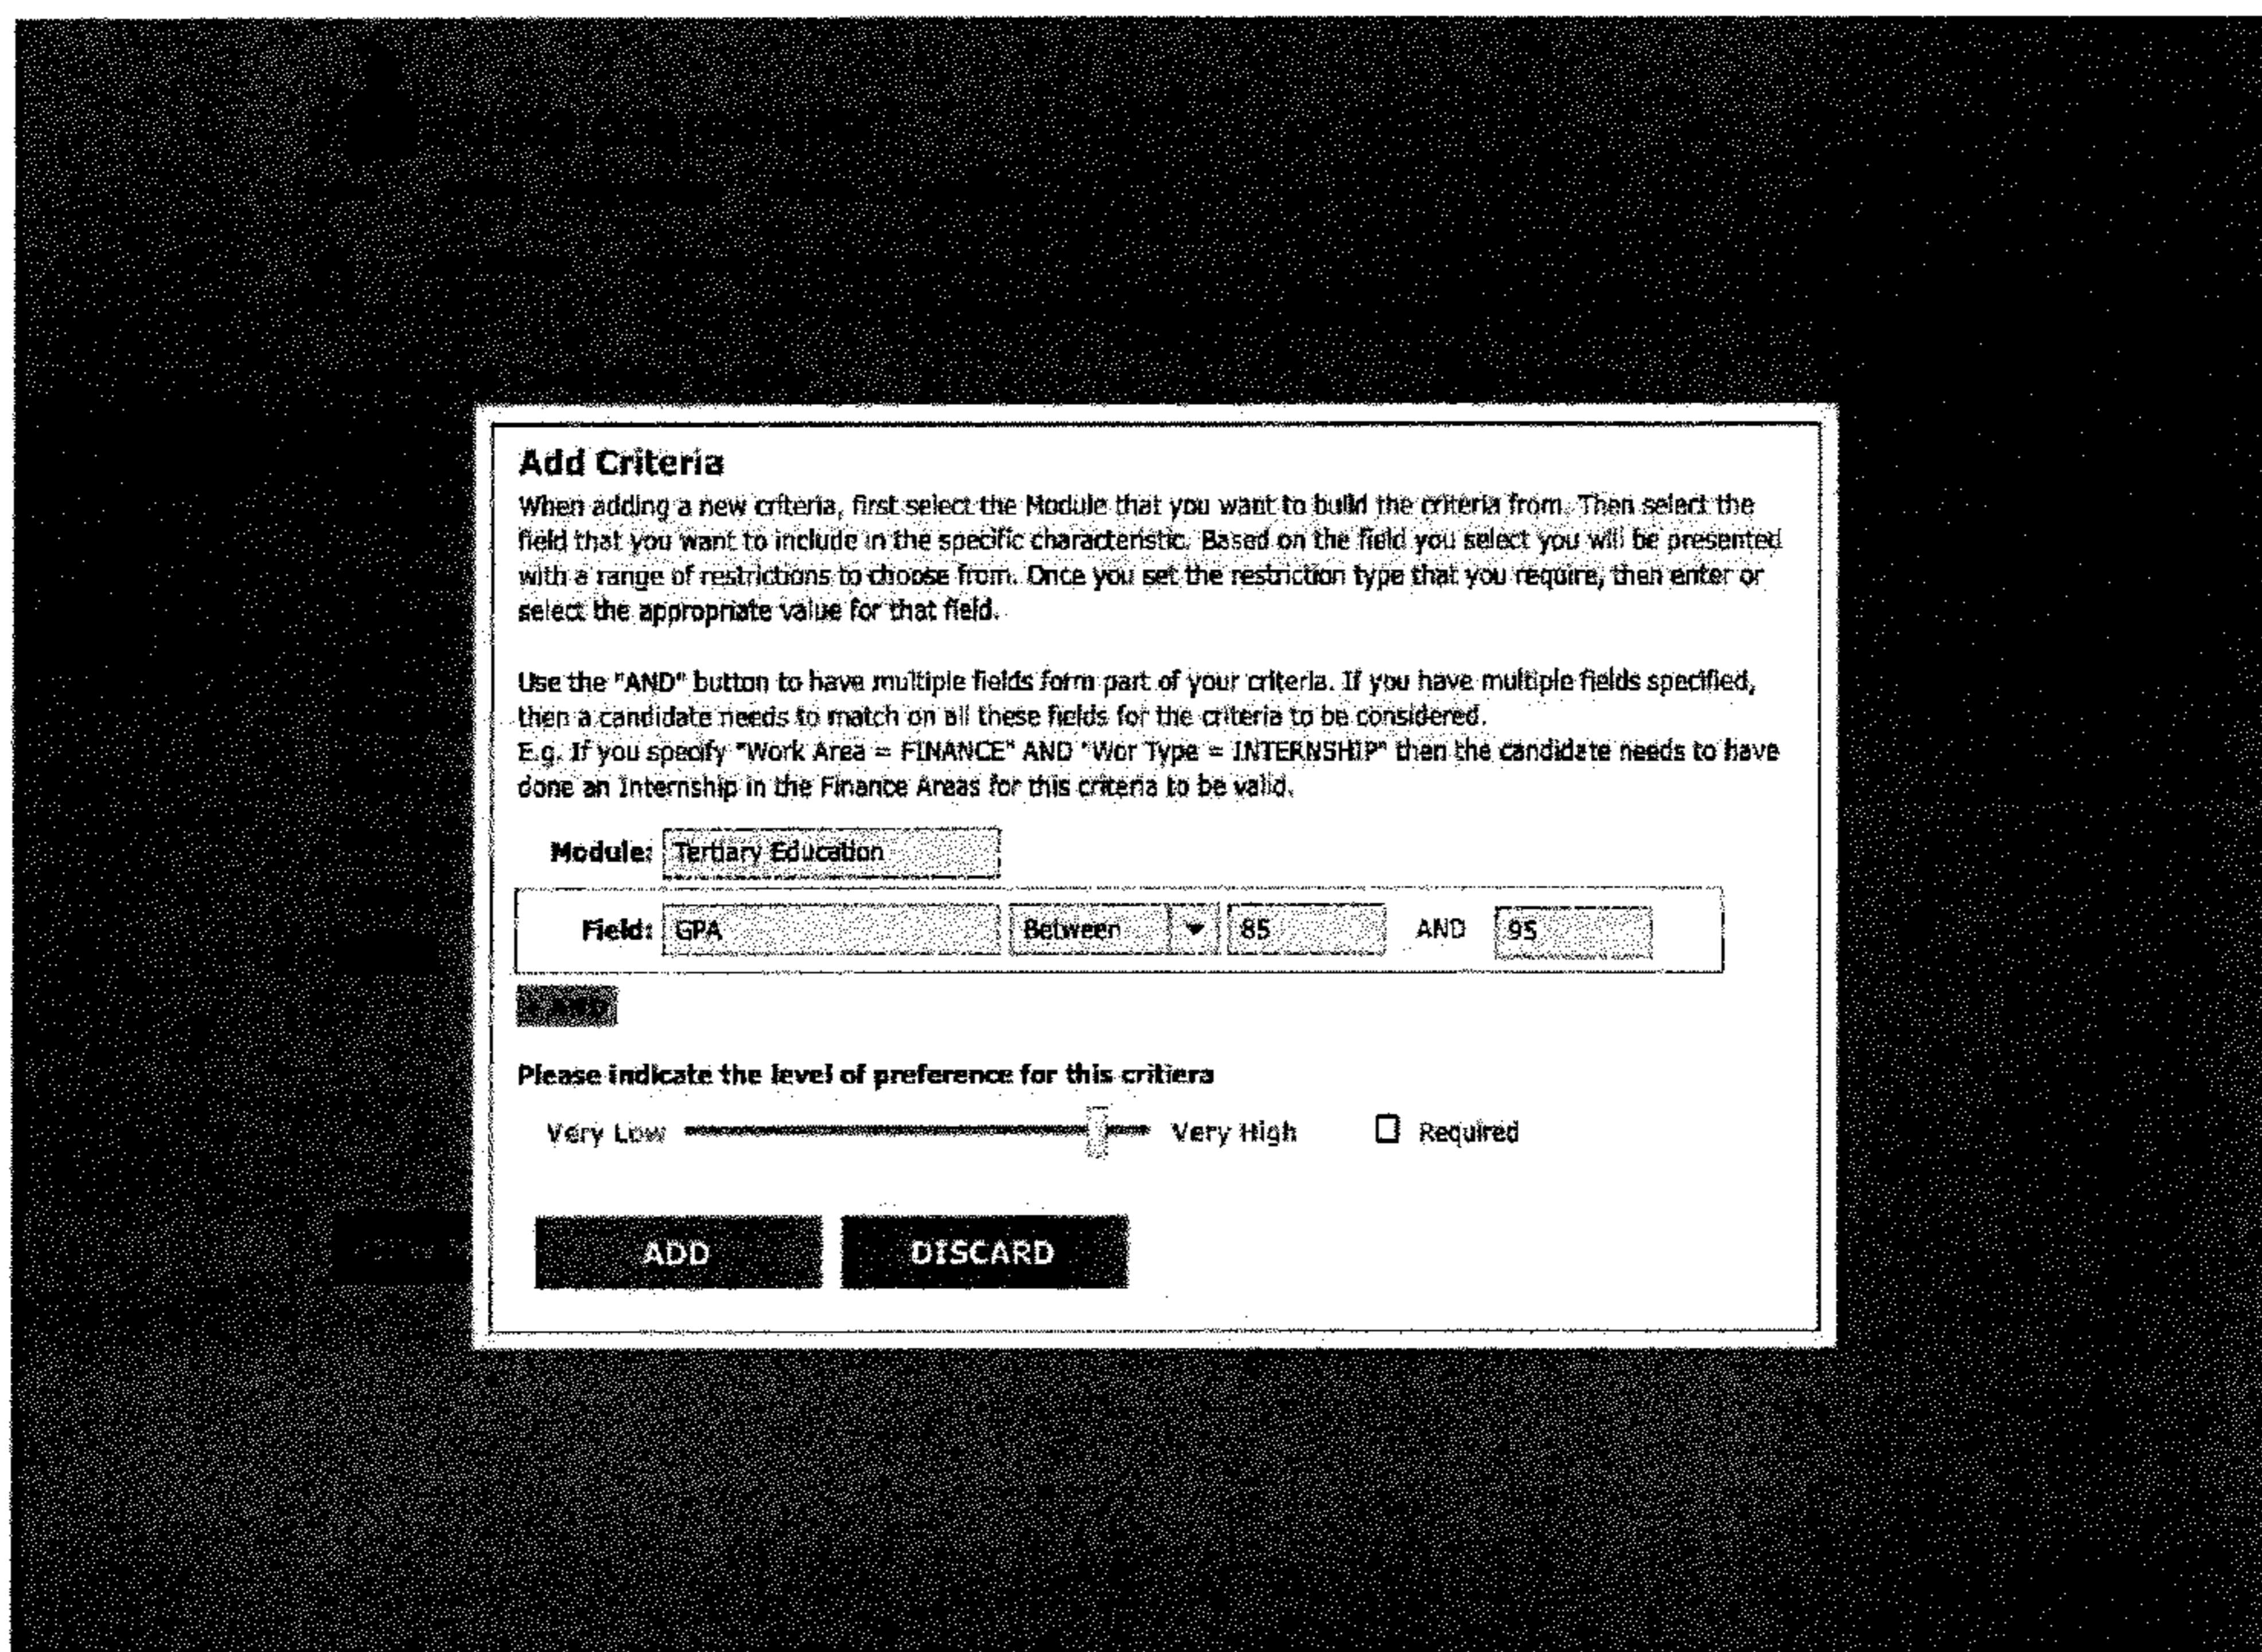 Add Criteria
When adding a new criteria, first select the Module that you want to build the criteria from. Then select the
field that you want to include in the specific characteristic. Based on the field you select you will be presented
with a range of restrictions to choose from. Once you set the restriction type that you require, then enter or
select the appropriate value for that field.
Use the "AND" button to have multiple fields form part of your criteria. If you have multiple fields specified,
then a candidate needs to match on all these fields for the criteria to be considered.
E.g. If you specify "Work Area = FINANCE" AND "Wor Type = INTERNSHIP" then the candidate needs to have
done an Internship in the Finance Areas for this criteria to be valid.
Module: Tertiary Education
Field: GPA Between 85 AND 95
Please indicate the level of preference for this critiera
Very Low Very High Required
ADD DISCARD